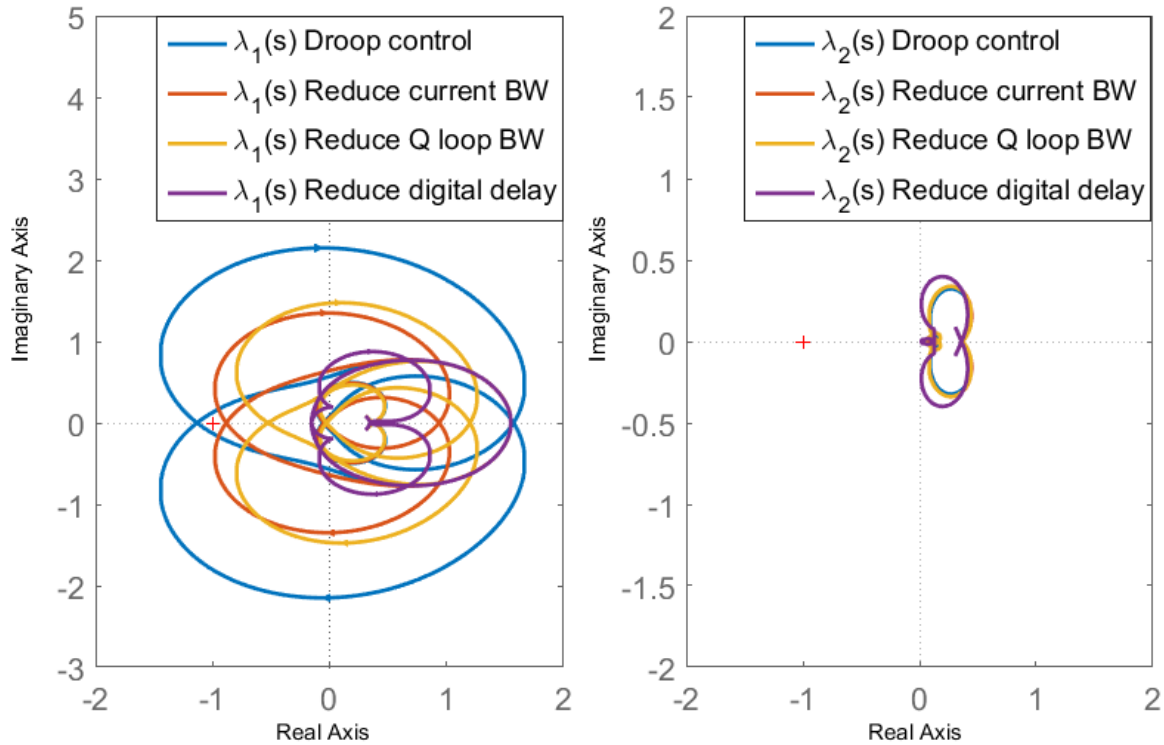 5
4
3
2
1
0
-1
-2
-3
-2
-1
0
1
2
Imaginary Axis
Real Axis
λ1(s) Droop control
λ1(s) Reduce current BW
λ1(s) Reduce Q loop BW
λ1(s) Reduce digital delay
2
1.5
1
0.5
0
-0.5
-1
-1.5
-2
-2
-1
0
1
2
Imaginary Axis
Real Axis
λ2(s) Droop control
λ2(s) Reduce current BW
λ2(s) Reduce Q loop BW
λ2(s) Reduce digital delay